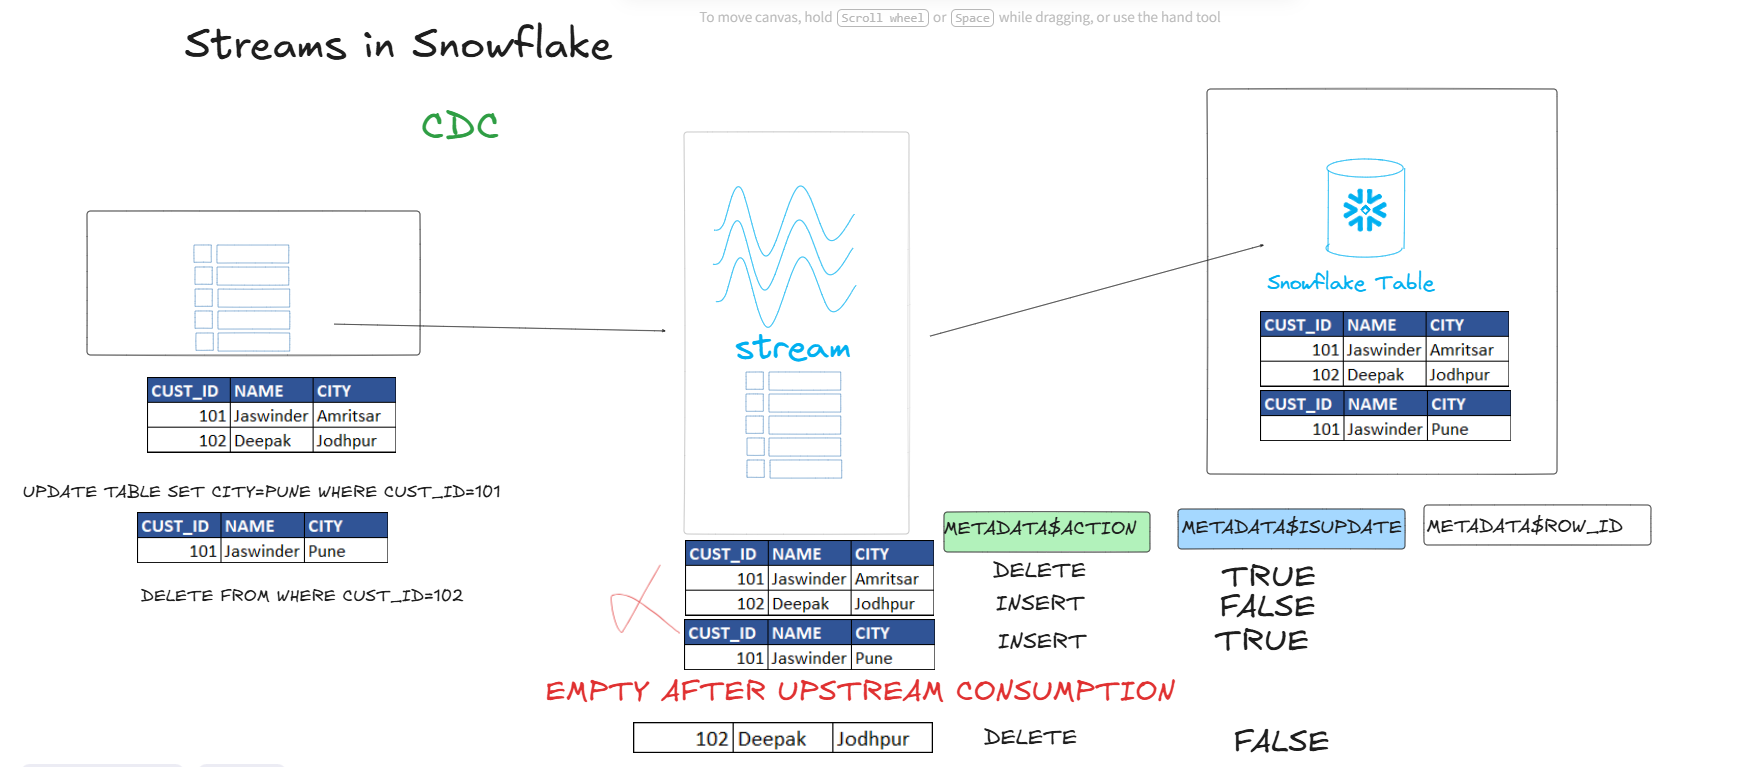 To move canvas, hold Scroll wheel or Space while dragging, or use the hand tool
Streams in Snowflake
CDC
CUST_ID NAME CITY
101 Jaswinder Amritsar
102 Deepak Jodhpur
UPDATE TABLE SET CITY=PUNE WHERE CUST_ID=101
CUST_ID NAME CITY
101 Jaswinder Pune
DELETE FROM WHERE CUST_ID=102
stream
Snowflake Table
CUST_ID NAME CITY
101 Jaswinder Amritsar
102 Deepak Jodhpur
CUST_ID NAME CITY
101 Jaswinder Pune
METADATA$ACTION METADATA$ISUPDATE METADATA$ROW_ID
CUST_ID NAME CITY
101 Jaswinder Amritsar DELETE TRUE
102 Deepak Jodhpur INSERT FALSE
CUST_ID NAME CITY INSERT TRUE
101 Jaswinder Pune
EMPTY AFTER UPSTREAM CONSUMPTION
102 Deepak Jodhpur DELETE FALSE